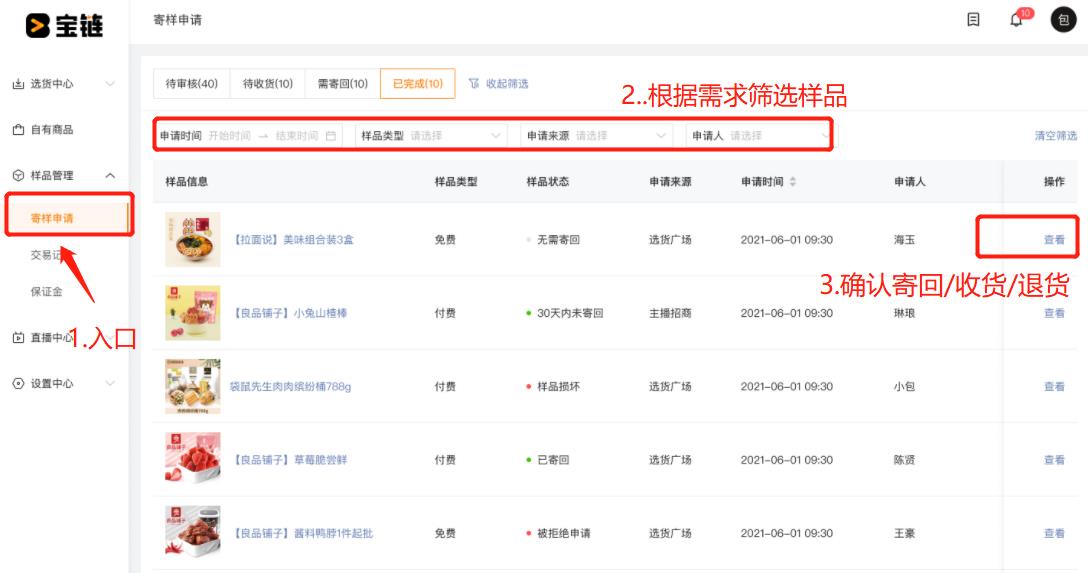 宝链
寄样申请
10
包
选货中心
自有商品
样品管理
寄样申请
交易记
保证金
直播中心
设置中心
1.入口
待审核(40) 待收货(10) 需寄回(10) 已完成(10) 收起筛选
2..根据需求筛选样品
申请时间 开始时间 结束时间 样品类型 请选择 申请来源 请选择 申请人 请选择 清空筛选
样品信息 样品类型 样品状态 申请来源 申请时间 申请人 操作
【拉面说】美味组合装3盒 免费 无需寄回 选货广场 2021-06-01 09:30 海玉 查看
3.确认寄回/收货/退货
【良品铺子】小兔山楂棒 付费 30天内未寄回 主播招商 2021-06-01 09:30 琳琅 查看
袋鼠先生肉肉缤纷桶788g 付费 样品损坏 选货广场 2021-06-01 09:30 小包 查看
【良品铺子】草莓脆尝鲜 付费 已寄回 选货广场 2021-06-01 09:30 陈贤 查看
【良品铺子】酱料鸭脖1件起批 免费 被拒绝申请 选货广场 2021-06-01 09:30 王豪 查看